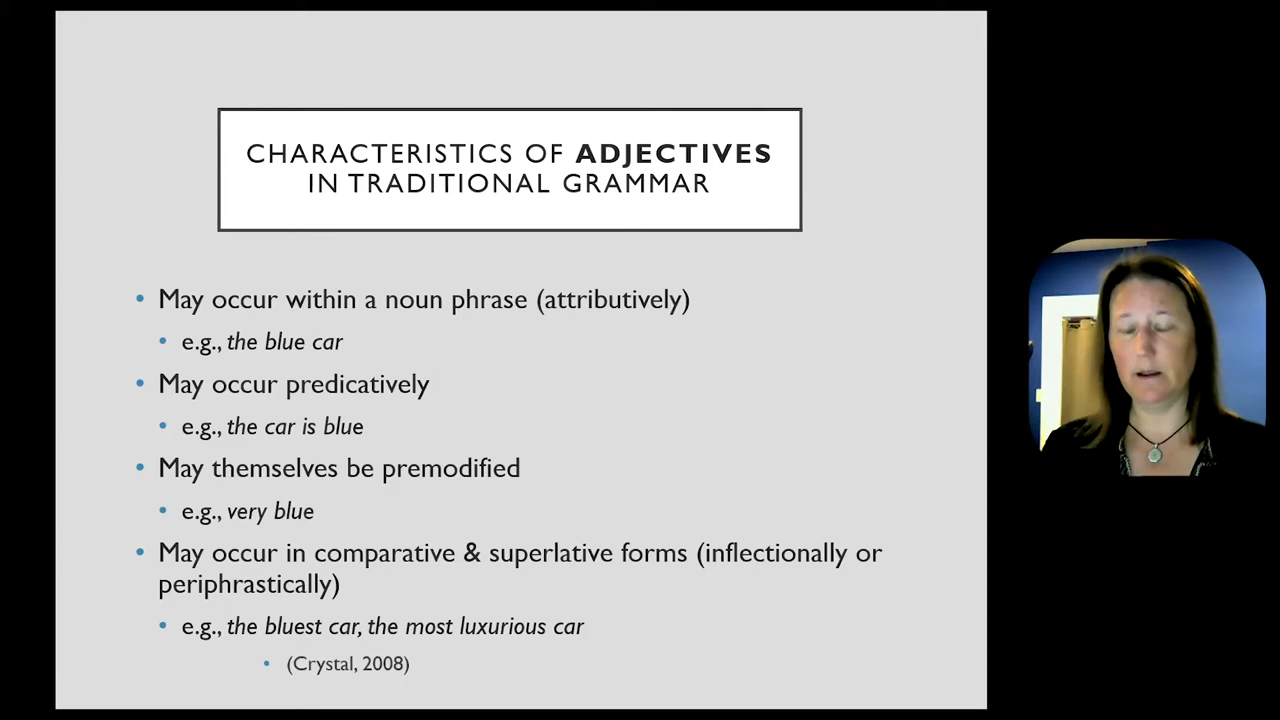 CHARACTERISTICS OF ADJECTIVES
IN TRADITIONAL GRAMMAR
• May occur within a noun phrase (attributively)
• e.g., the blue car
• May occur predicatively
• e.g., the car is blue
• May themselves be premodified
• e.g., very blue
• May occur in comparative & superlative forms (inflectionally or
periphrastically)
• e.g., the bluest car, the most luxurious car
• (Crystal, 2008)